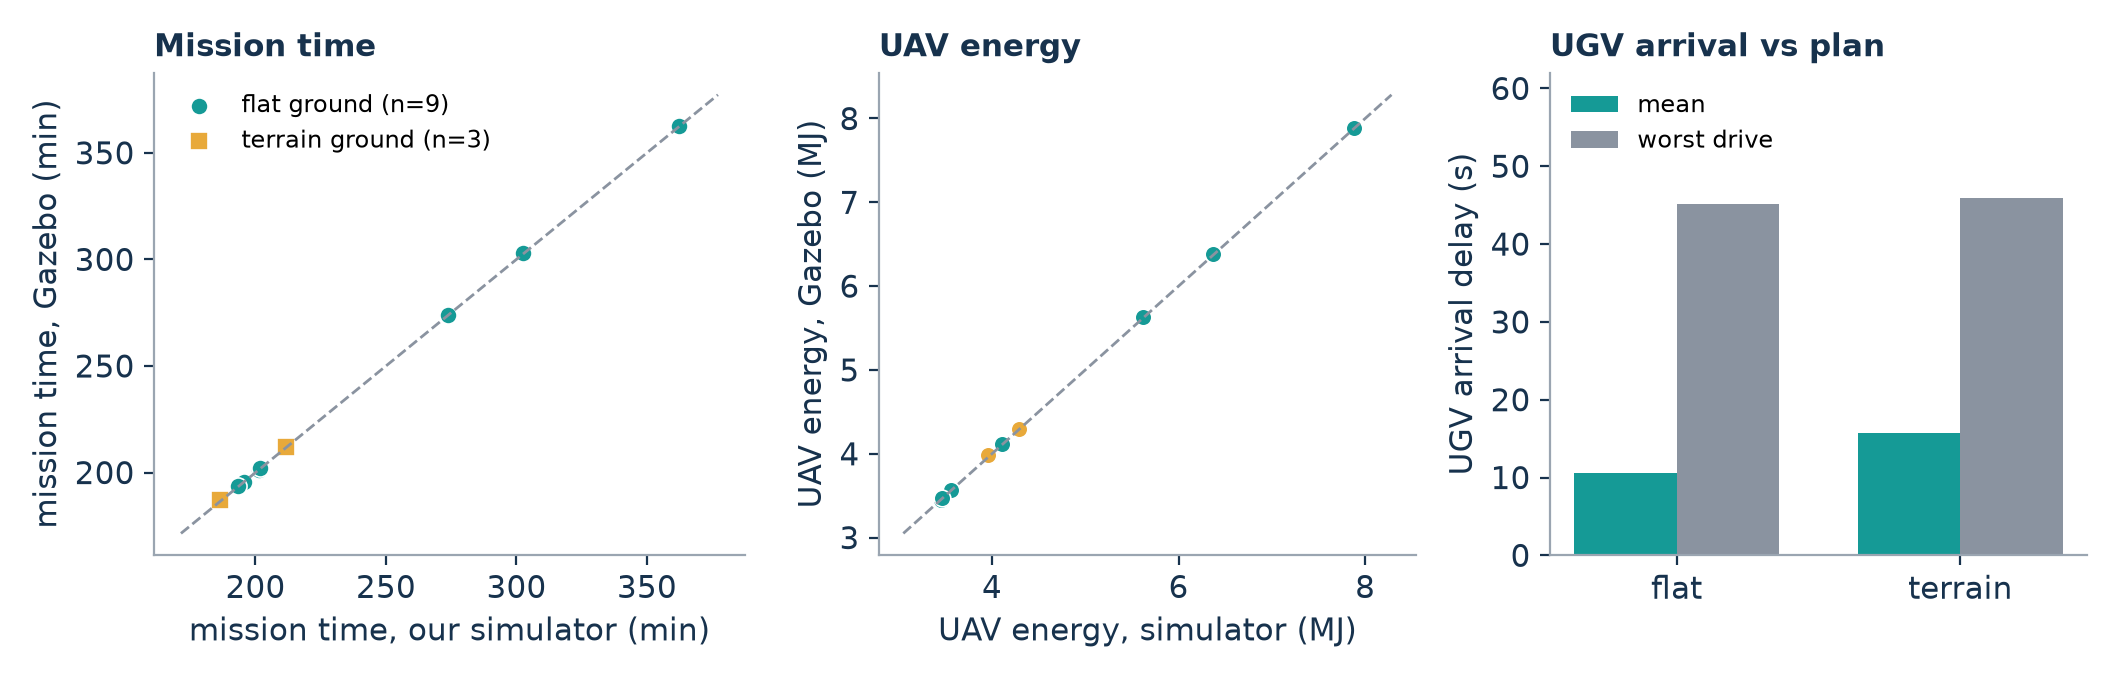 Mission time
flat ground (n=9)
terrain ground (n=3)
mission time, Gazebo (min)
350
300
250
200
200 250 300 350
mission time, our simulator (min)
UAV energy
UAV energy, Gazebo (MJ)
8
7
6
5
4
3
4 6 8
UAV energy, simulator (MJ)
UGV arrival vs plan
mean
worst drive
UGV arrival delay (s)
60
50
40
30
20
10
0
flat terrain